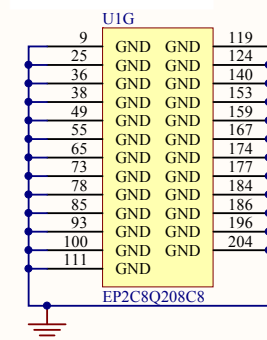 U1G
9 GND GND 119
25 GND GND 124
36 GND GND 140
38 GND GND 153
49 GND GND 159
55 GND GND 167
65 GND GND 174
73 GND GND 177
78 GND GND 184
85 GND GND 186
93 GND GND 196
100 GND GND 204
111 GND
EP2C8Q208C8